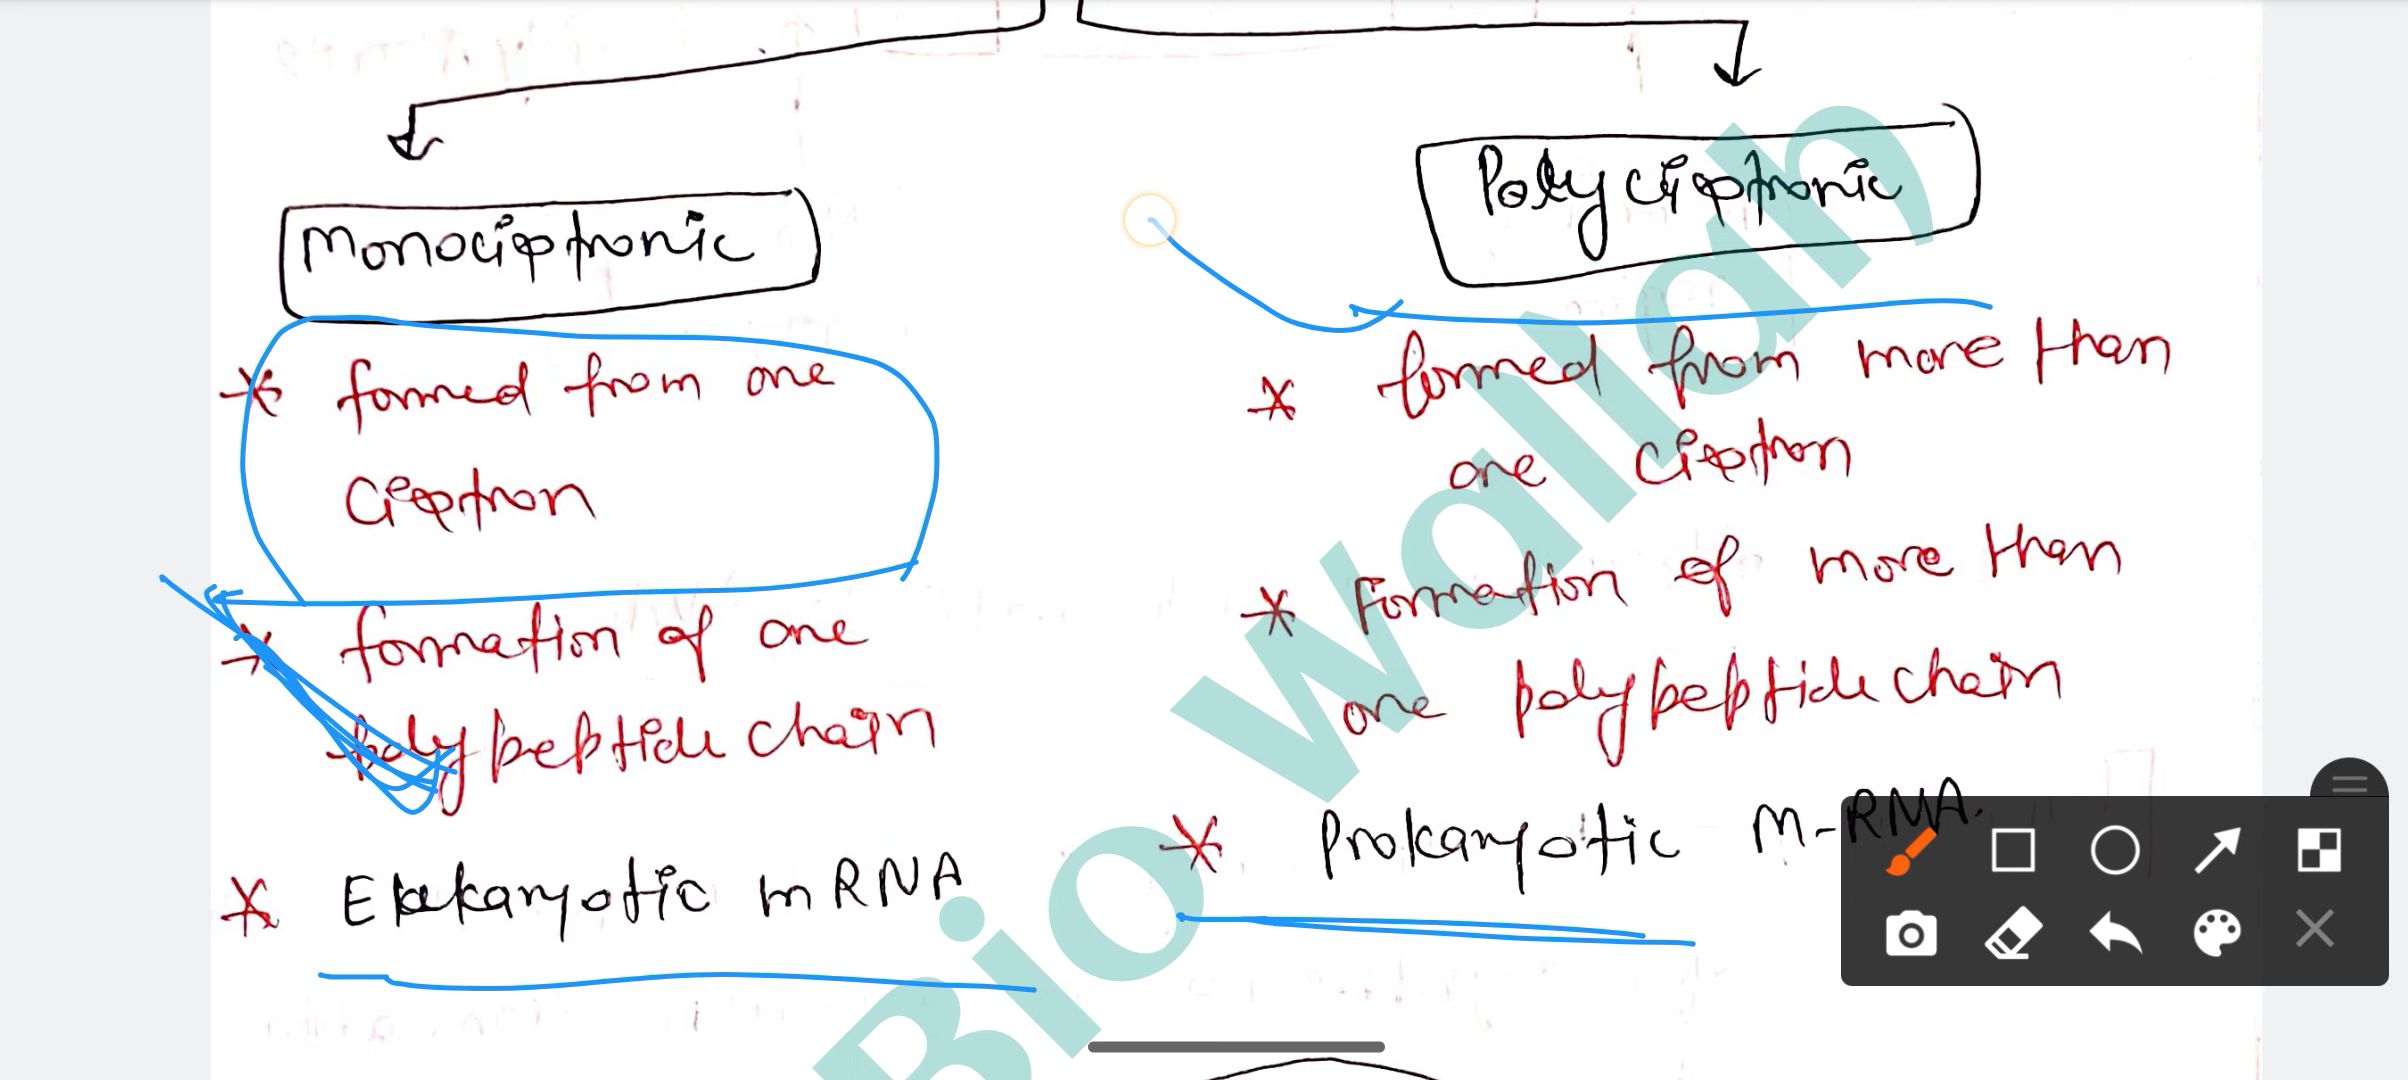 Monocistronic
Polycistronic
* formed from one
cistron
* formation of one
polypeptide chain
* Eukaryotic mRNA
* formed from more than
one cistron
* Formation of more than
one polypeptide chain
* Prokaryotic M-RNA.
Bio Wallah